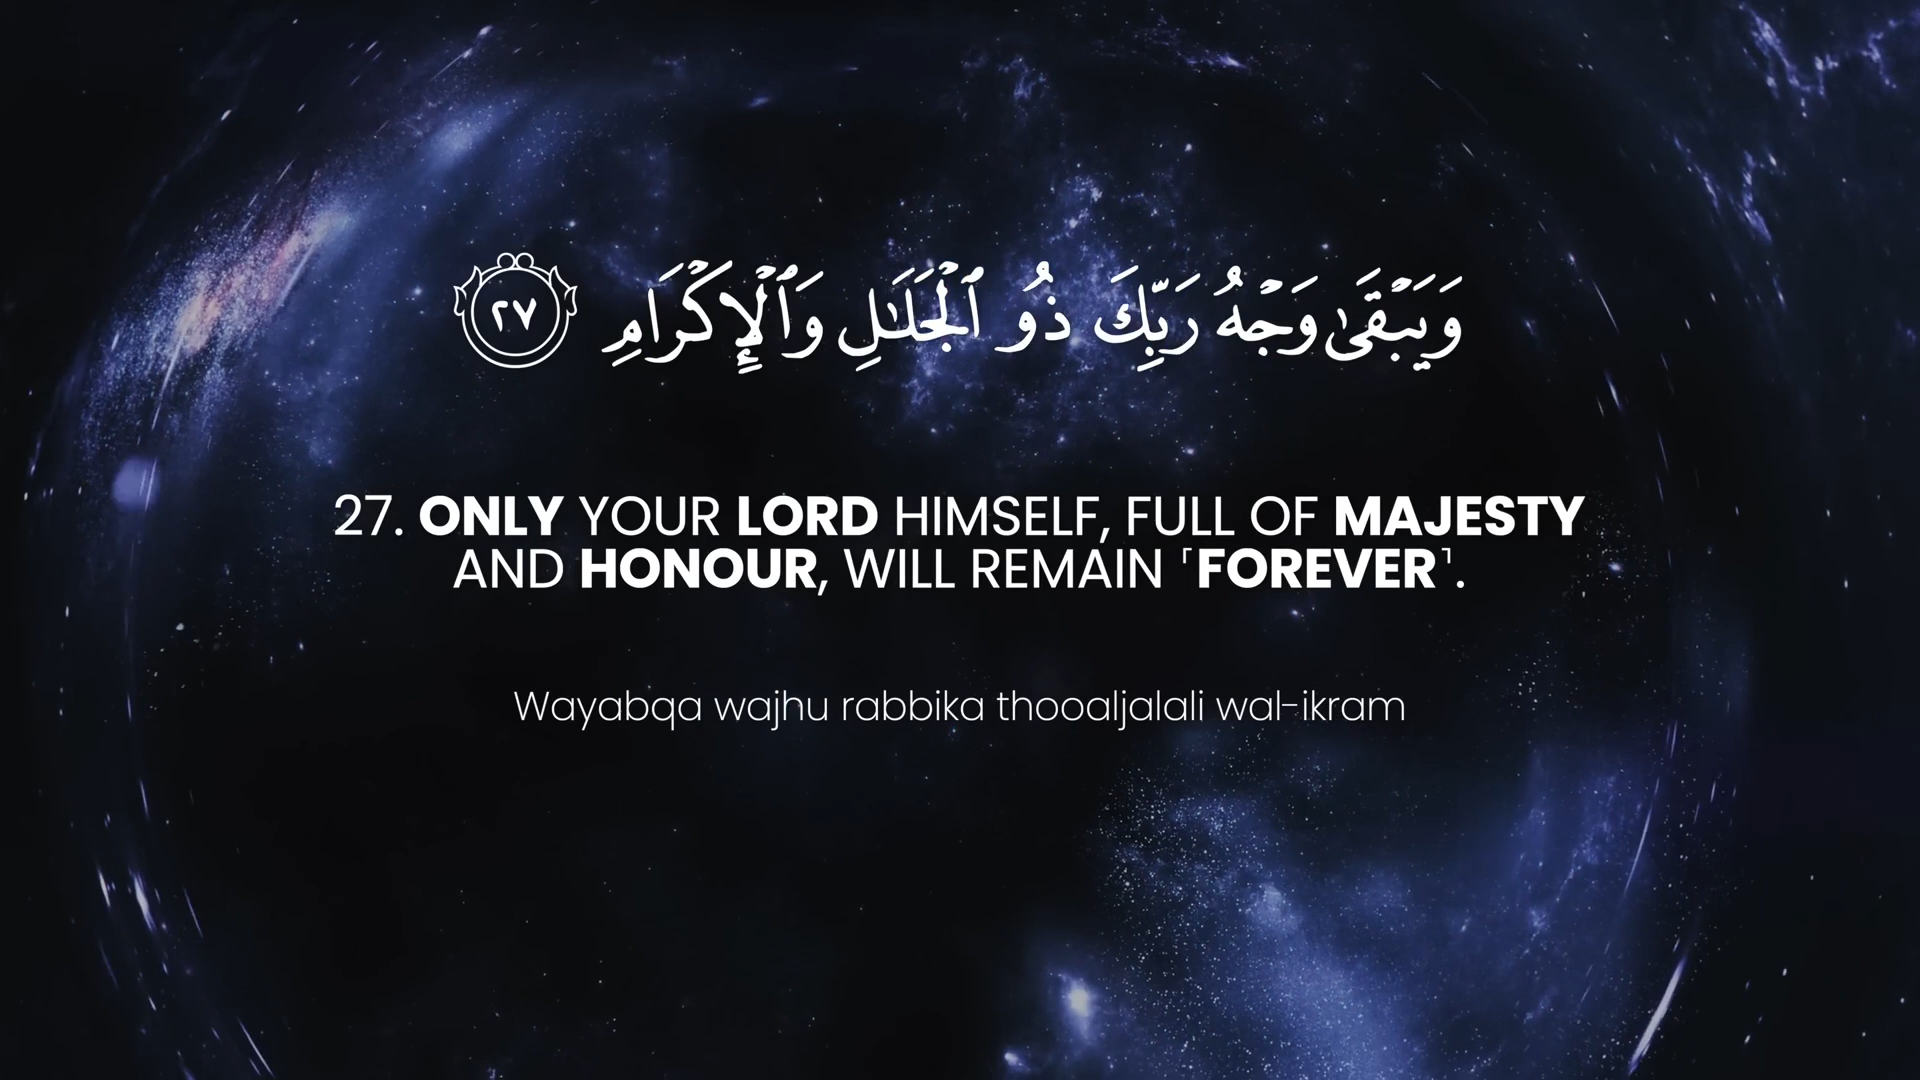 وَيَبْقَىٰ وَجْهُ رَبِّكَ ذُو ٱلْجَلَـٰلِ وَٱلْإِكْرَامِ ٢٧
27. ONLY YOUR LORD HIMSELF, FULL OF MAJESTY
AND HONOUR, WILL REMAIN ˹FOREVER˺.
Wayabqa wajhu rabbika thooaljalali wal-ikram